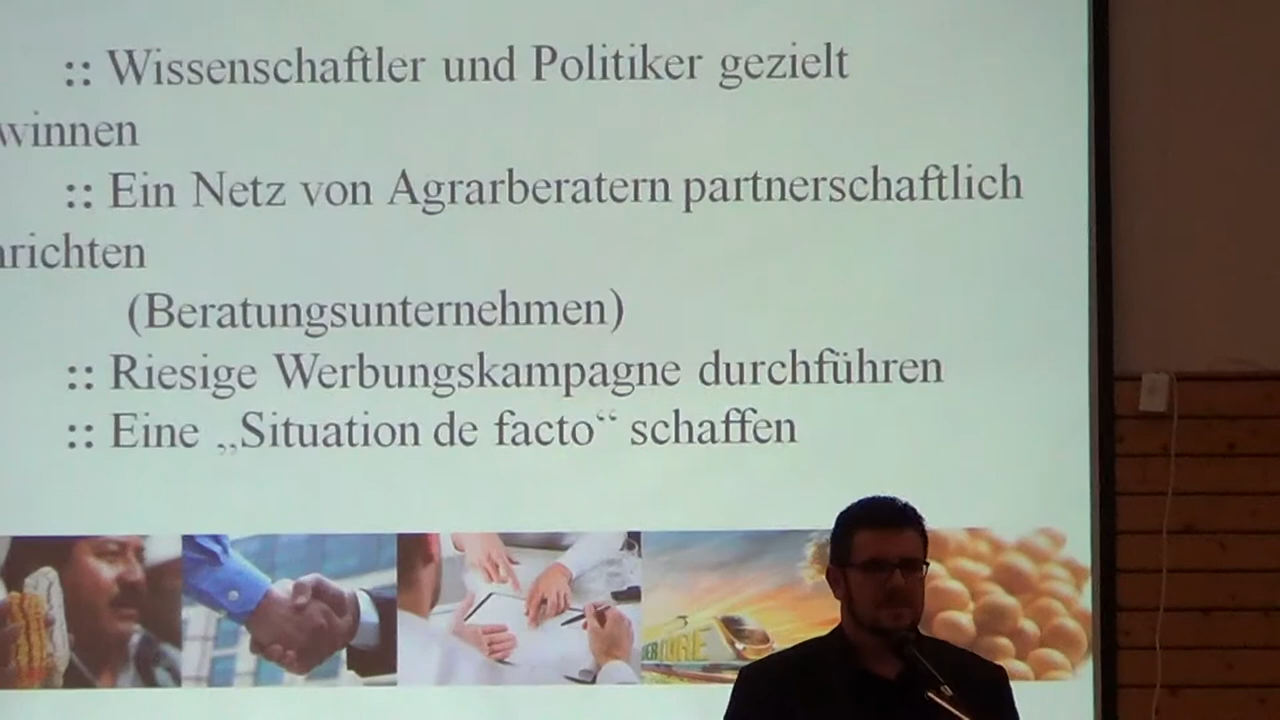 :: Wissenschaftler und Politiker gezielt
winnen
:: Ein Netz von Agrarberatern partnerschaftlich
richten
(Beratungsunternehmen)
:: Riesige Werbungskampagne durchführen
:: Eine „Situation de facto“ schaffen